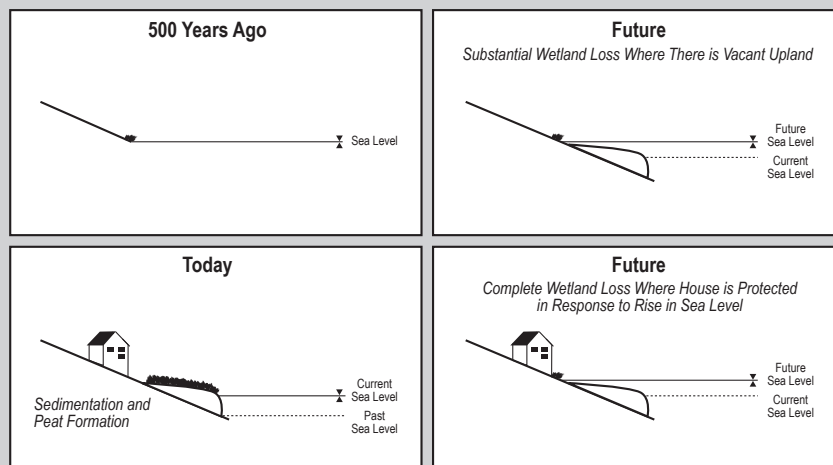 500 Years Ago
Sea Level
Future
Substantial Wetland Loss Where There is Vacant Upland
Future
Sea Level
Current
Sea Level
Today
Sedimentation and
Peat Formation
Current
Sea Level
Past
Sea Level
Future
Complete Wetland Loss Where House is Protected
in Response to Rise in Sea Level
Future
Sea Level
Current
Sea Level